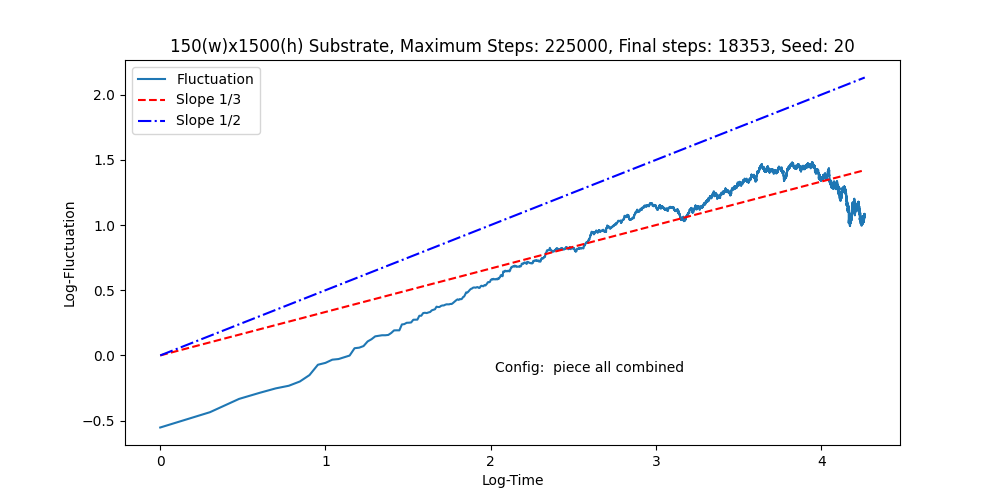 150(w)x1500(h) Substrate, Maximum Steps: 225000, Final steps: 18353, Seed: 20
Fluctuation
Slope 1/3
Slope 1/2
2.0
1.5
1.0
0.5
0.0
−0.5
Log-Fluctuation
Config:  piece all combined
0
1
2
3
4
Log-Time